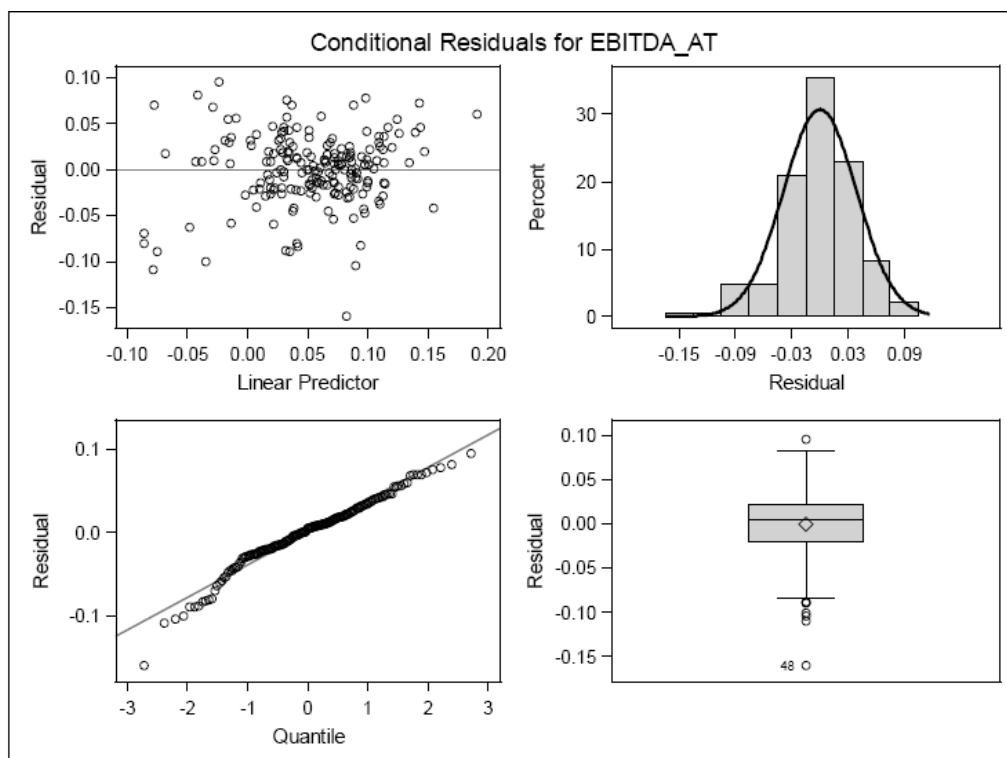 Conditional Residuals for EBITDA_AT
0.10
0.05
0.00
-0.05
-0.10
-0.15
Residual
-0.10 -0.05 0.00 0.05 0.10 0.15 0.20
Linear Predictor
30
20
10
0
Percent
-0.15 -0.09 -0.03 0.03 0.09
Residual
0.1
0.0
-0.1
Residual
-3 -2 -1 0 1 2 3
Quantile
0.10
0.05
0.00
-0.05
-0.10
-0.15
Residual
48